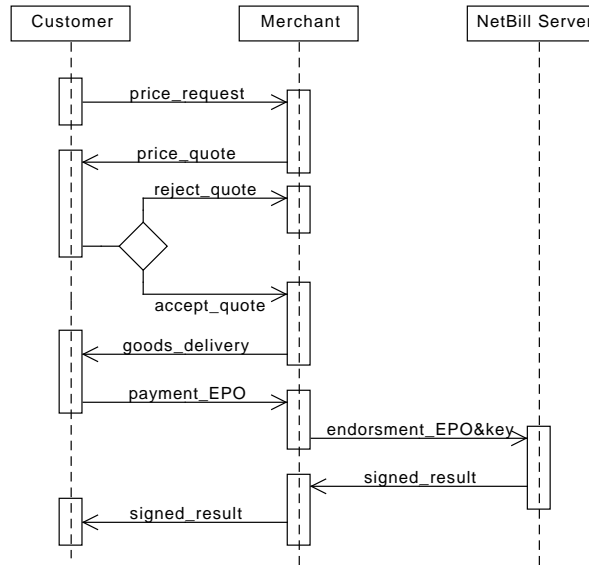 Customer
Merchant
NetBill Server
price_request
price_quote
reject_quote
accept_quote
goods_delivery
payment_EPO
endorsment_EPO&key
signed_result
signed_result